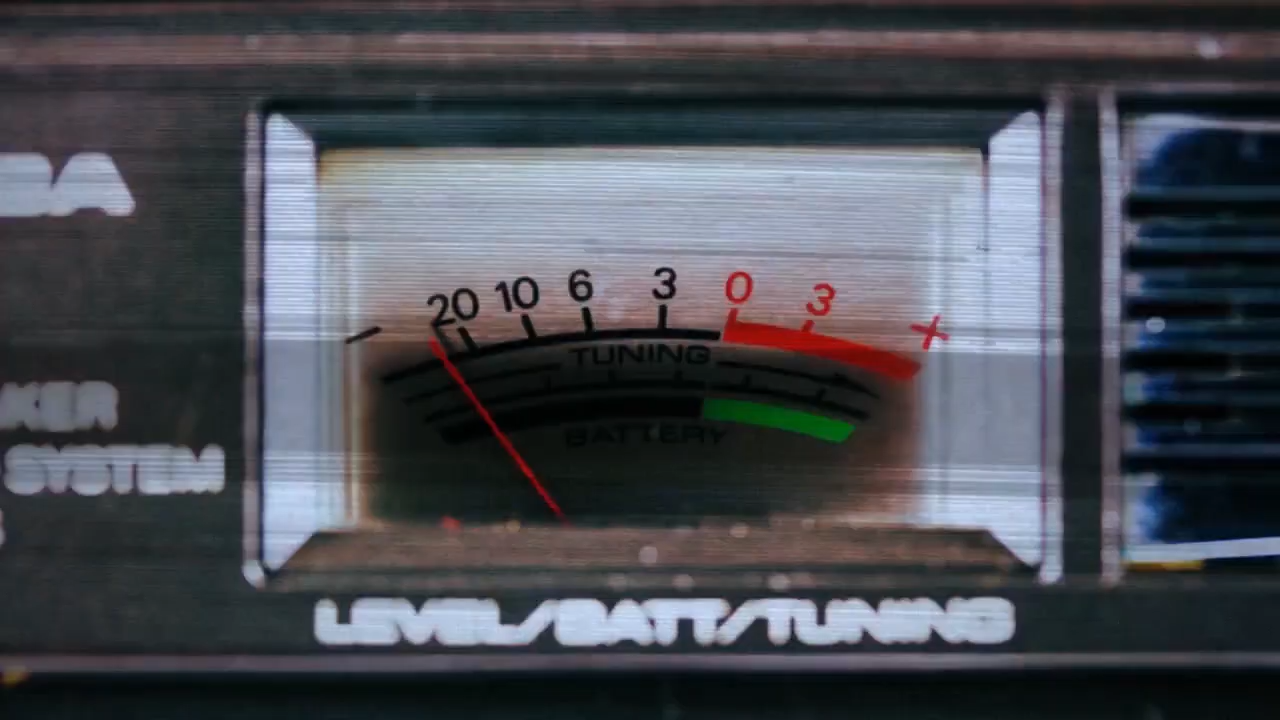 - 20 10 6 3 0 3 +
TUNING
BATTERY
SYSTEM
LEVEL/BATT/TUNING